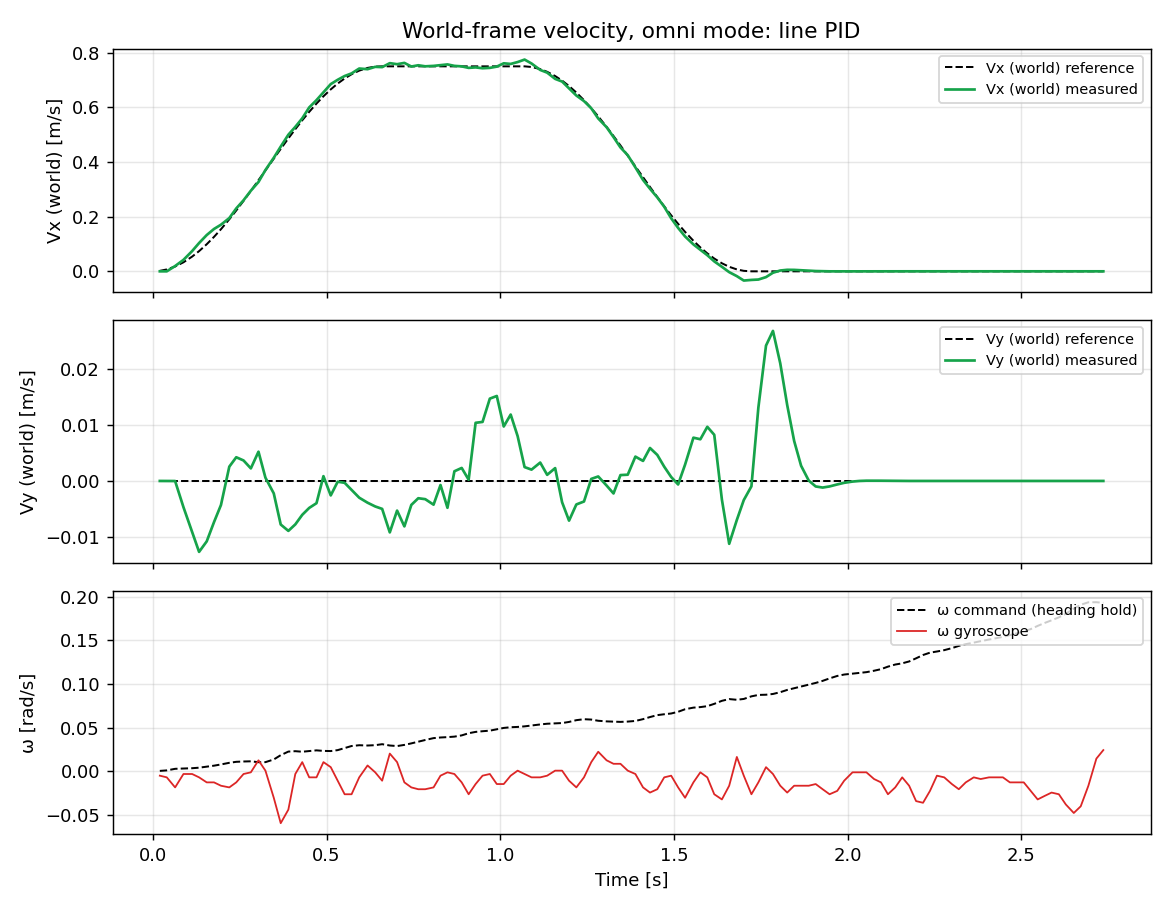 World-frame velocity, omni mode: line PID
Vx (world) [m/s]
0.8
0.6
0.4
0.2
0.0
Vx (world) reference
Vx (world) measured
Vy (world) [m/s]
0.02
0.01
0.00
−0.01
Vy (world) reference
Vy (world) measured
ω [rad/s]
0.20
0.15
0.10
0.05
0.00
−0.05
ω command (heading hold)
ω gyroscope
0.0 0.5 1.0 1.5 2.0 2.5
Time [s]